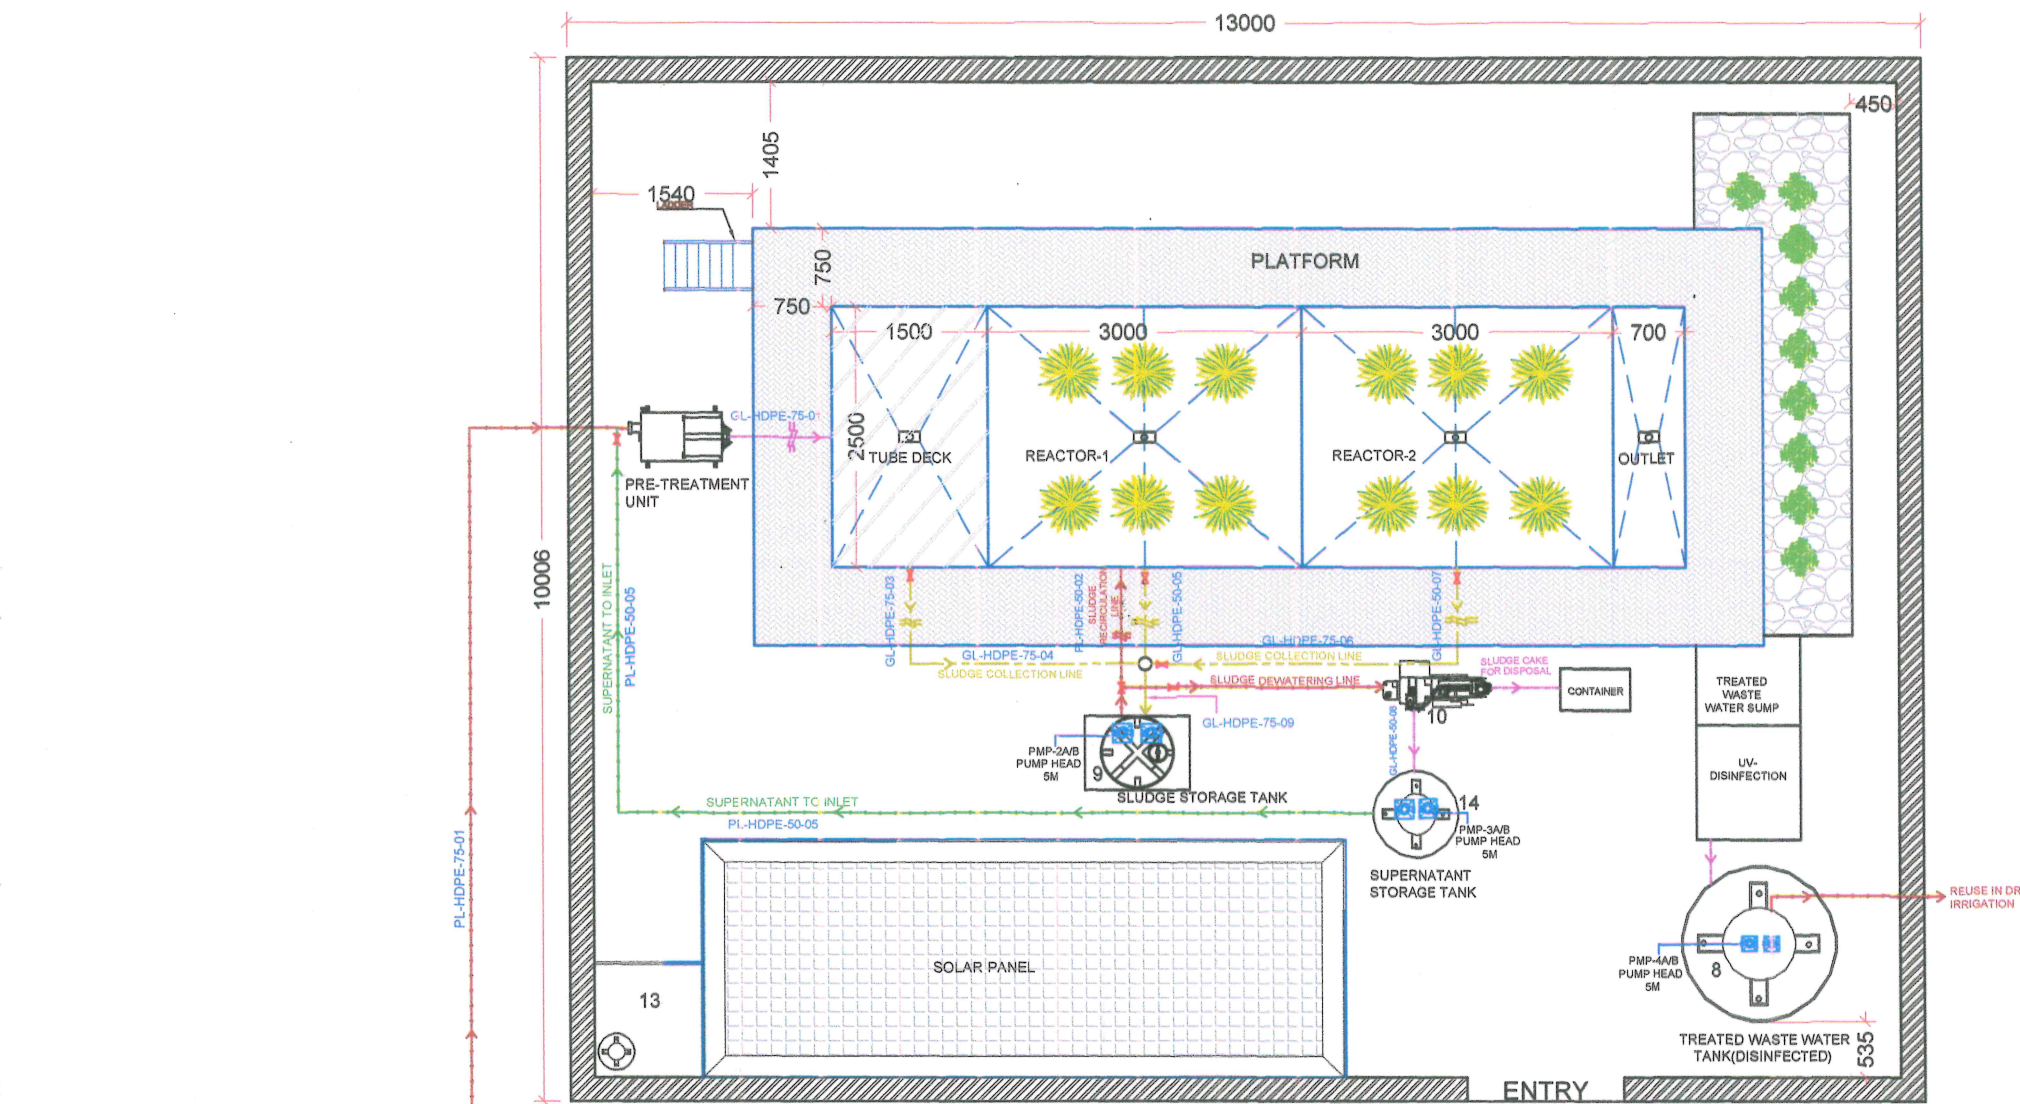 13000
450
1405
1540
LADDER
750
PLATFORM
750
1500
3000
3000
700
GL-HDPE-75-0
2500
TUBE DECK
REACTOR-1
REACTOR-2
OUTLET
PRE-TREATMENT
UNIT
10006
SUPERNATANT TO INLET
PL-HDPE-50-05
GL-HDPE-75-03
PL-HDPE-50-02
SLUDGE
RECIRCULATION
LINE
GL-HDPE-50-05
GL-HDPE-50-07
GL-HDPE-75-06
GL-HDPE-75-04
SLUDGE COLLECTION LINE
SLUDGE COLLECTION LINE
SLUDGE CAKE
FOR DISPOSAL
SLUDGE DEWATERING LINE
CONTAINER
TREATED
WASTE
WATER SUMP
10
GL-HDPE-75-09
GL-HDPE-50-08
PMP-2A/B
PUMP HEAD
5M
9
SLUDGE STORAGE TANK
UV-
DISINFECTION
SUPERNATANT TO INLET
PL-HDPE-50-05
14
PMP-3A/B
PUMP HEAD
5M
SUPERNATANT
STORAGE TANK
PL-HDPE-75-01
REUSE IN DR
IRRIGATION
SOLAR PANEL
PMP-4A/B
PUMP HEAD
5M
8
13
TREATED WASTE WATER
TANK(DISINFECTED)
535
ENTRY